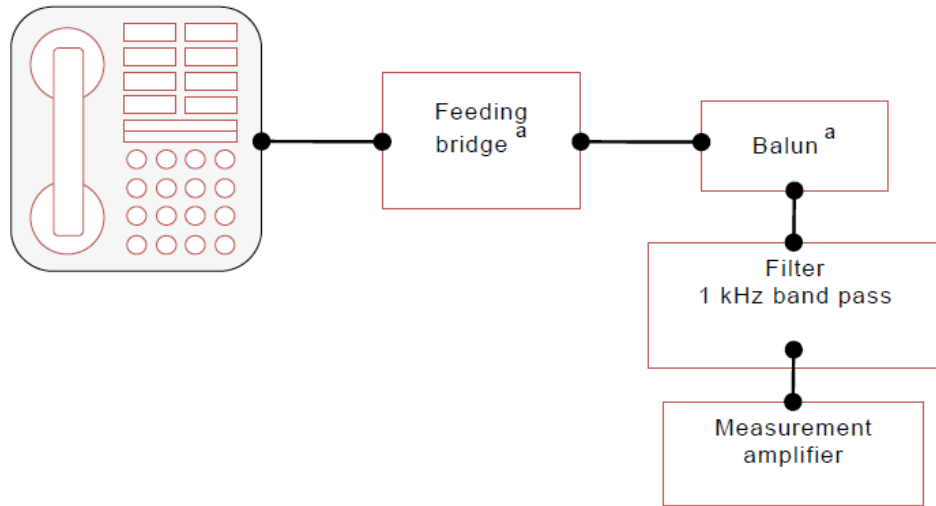 Feeding
bridge a
Balun a
Filter
1 kHz band pass
Measurement
amplifier